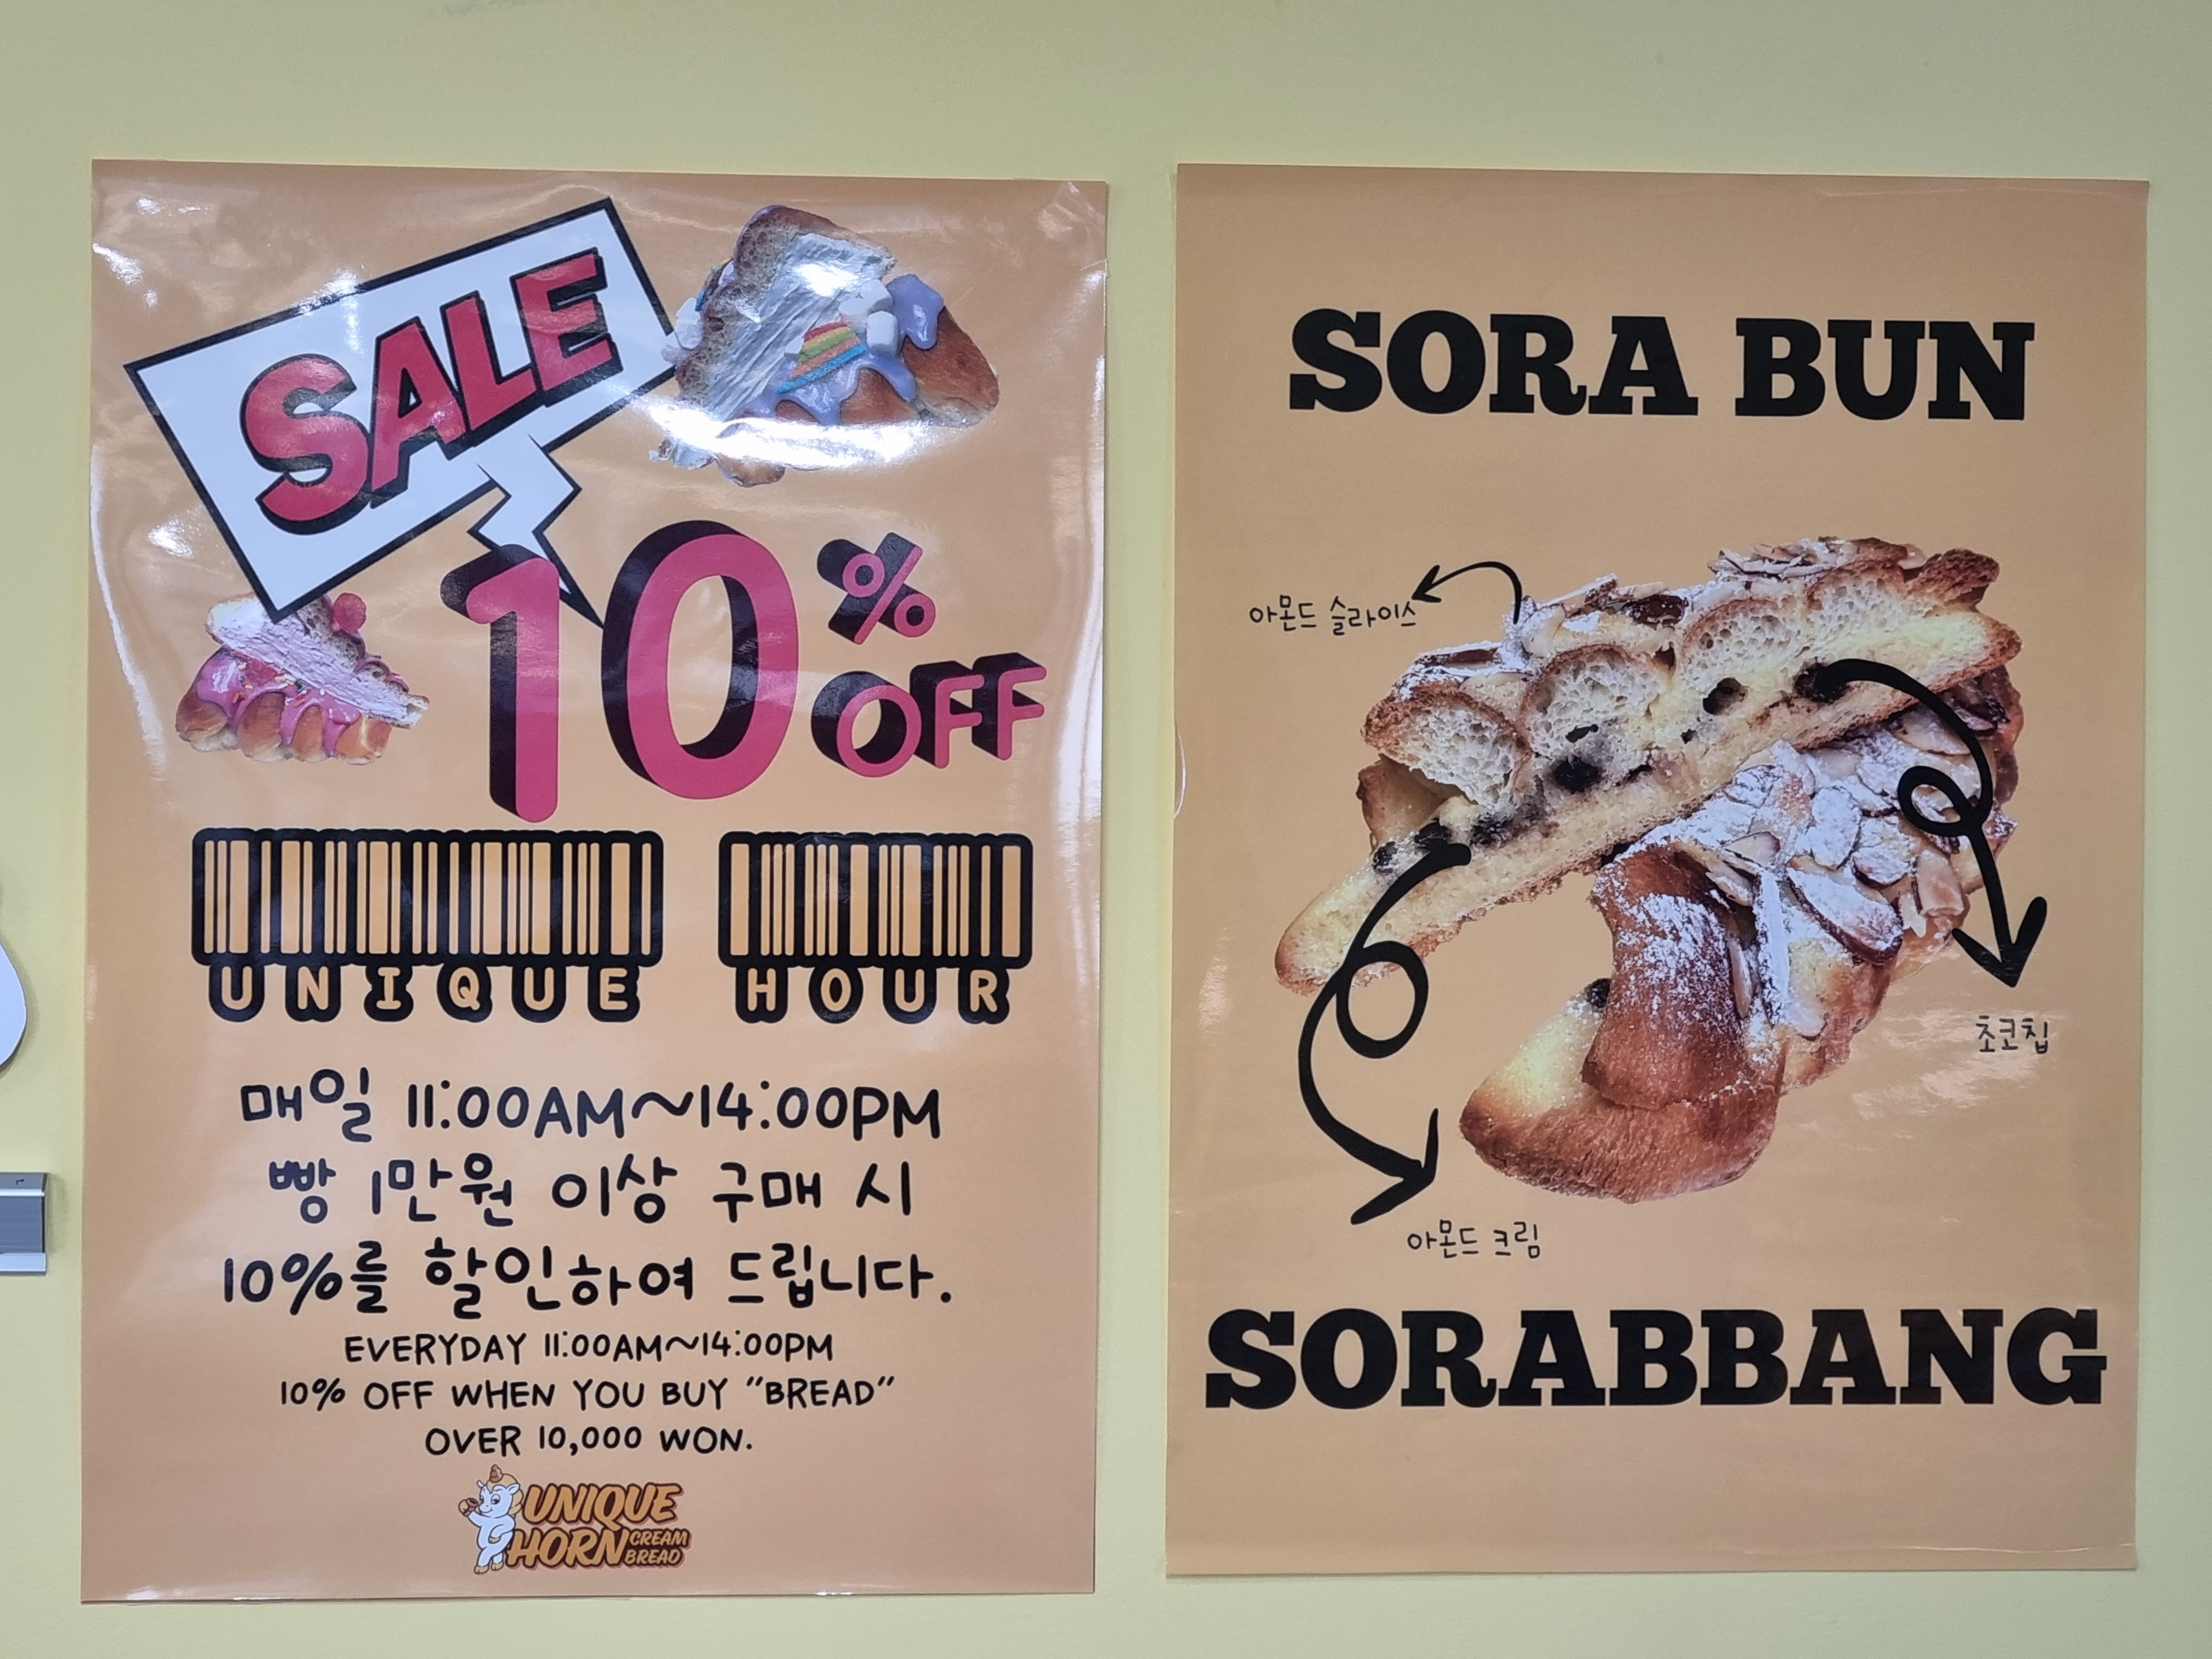 SALE
10% OFF
UNIQUE HOUR
매일 11:00AM~14:00PM
빵 1만원 이상 구매 시
10%를 할인하여 드립니다.
EVERYDAY 11:00AM~14:00PM
10% OFF WHEN YOU BUY "BREAD"
OVER 10,000 WON.
UNIQUE
HORN CREAM
BREAD
SORA BUN
아몬드 슬라이스
초코칩
아몬드 크림
SORABBANG